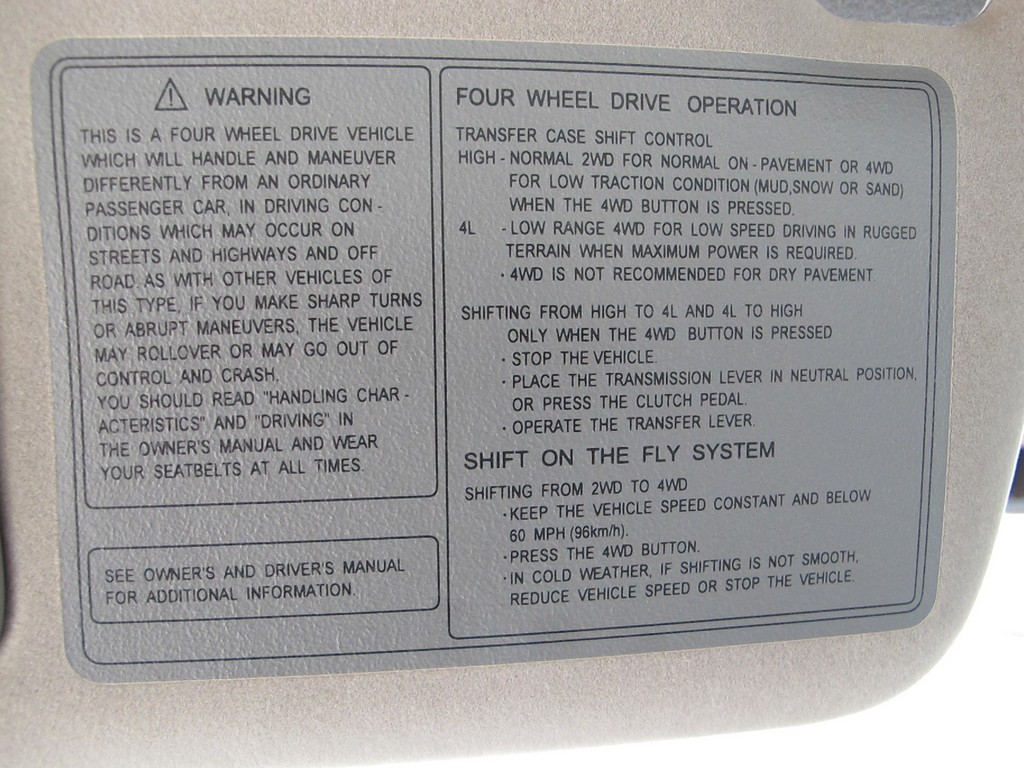 WARNING
THIS IS A FOUR WHEEL DRIVE VEHICLE
WHICH WILL HANDLE AND MANEUVER
DIFFERENTLY FROM AN ORDINARY
PASSENGER CAR, IN DRIVING CON -
DITIONS WHICH MAY OCCUR ON
STREETS AND HIGHWAYS AND OFF
ROAD. AS WITH OTHER VEHICLES OF
THIS TYPE, IF YOU MAKE SHARP TURNS
OR ABRUPT MANEUVERS, THE VEHICLE
MAY ROLLOVER OR MAY GO OUT OF
CONTROL AND CRASH.
YOU SHOULD READ "HANDLING CHAR -
ACTERISTICS" AND "DRIVING" IN
THE OWNER'S MANUAL AND WEAR
YOUR SEATBELTS AT ALL TIMES.
SEE OWNER'S AND DRIVER'S MANUAL
FOR ADDITIONAL INFORMATION.
FOUR WHEEL DRIVE OPERATION
TRANSFER CASE SHIFT CONTROL
HIGH - NORMAL 2WD FOR NORMAL ON - PAVEMENT OR 4WD
FOR LOW TRACTION CONDITION (MUD,SNOW OR SAND)
WHEN THE 4WD BUTTON IS PRESSED.
4L - LOW RANGE 4WD FOR LOW SPEED DRIVING IN RUGGED
TERRAIN WHEN MAXIMUM POWER IS REQUIRED.
· 4WD IS NOT RECOMMENDED FOR DRY PAVEMENT.
SHIFTING FROM HIGH TO 4L AND 4L TO HIGH
ONLY WHEN THE 4WD BUTTON IS PRESSED
· STOP THE VEHICLE.
· PLACE THE TRANSMISSION LEVER IN NEUTRAL POSITION,
OR PRESS THE CLUTCH PEDAL.
· OPERATE THE TRANSFER LEVER.
SHIFT ON THE FLY SYSTEM
SHIFTING FROM 2WD TO 4WD
· KEEP THE VEHICLE SPEED CONSTANT AND BELOW
60 MPH (96km/h).
· PRESS THE 4WD BUTTON.
· IN COLD WEATHER, IF SHIFTING IS NOT SMOOTH,
REDUCE VEHICLE SPEED OR STOP THE VEHICLE.